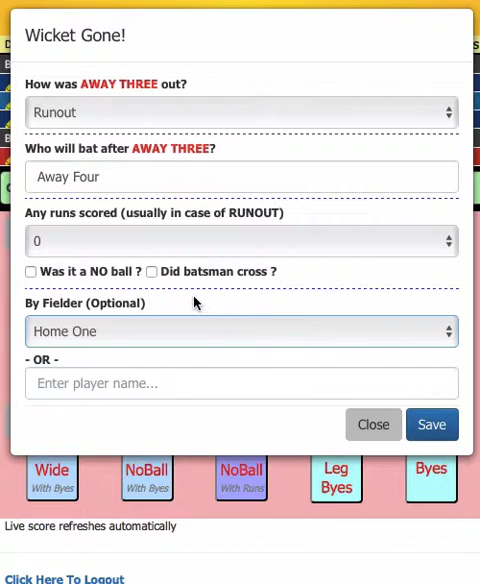 Wicket Gone!
How was AWAY THREE out?
Runout
Who will bat after AWAY THREE?
Away Four
Any runs scored (usually in case of RUNOUT)
0
Was it a NO ball ? Did batsman cross ?
By Fielder (Optional)
Home One
- OR -
Enter player name...
Close Save
Wide NoBall NoBall Leg Byes Byes
With Byes With Byes With Runs
Live score refreshes automatically
Click Here To Logout